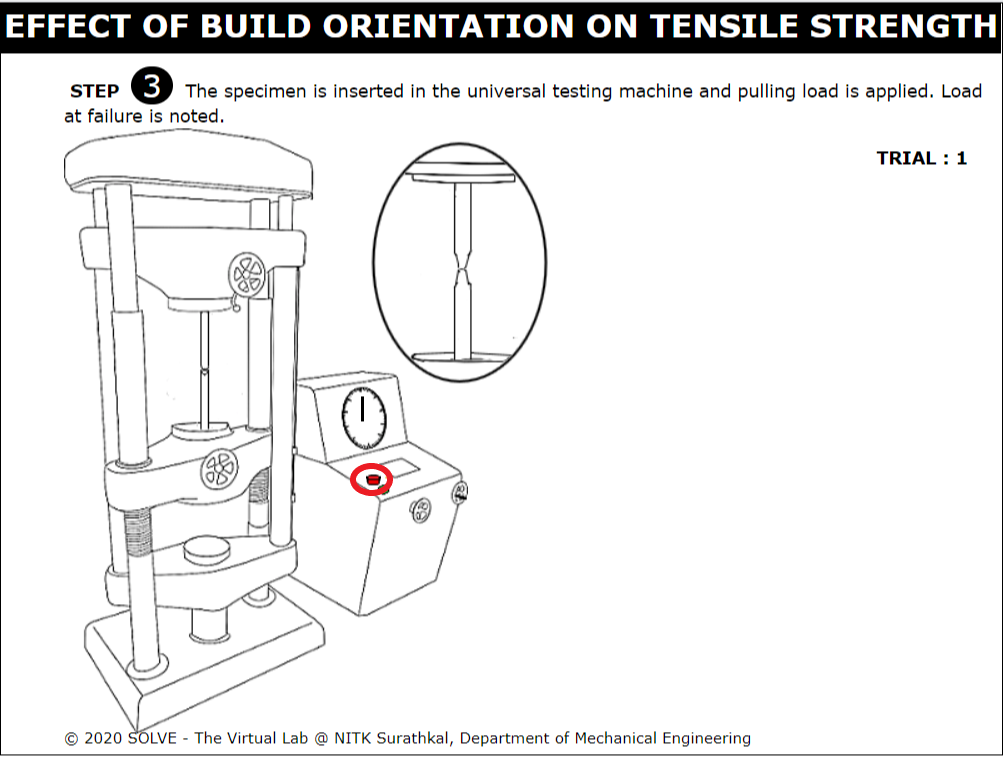 EFFECT OF BUILD ORIENTATION ON TENSILE STRENGTH
STEP 3 The specimen is inserted in the universal testing machine and pulling load is applied. Load
at failure is noted.
TRIAL : 1
© 2020 SOLVE - The Virtual Lab @ NITK Surathkal, Department of Mechanical Engineering